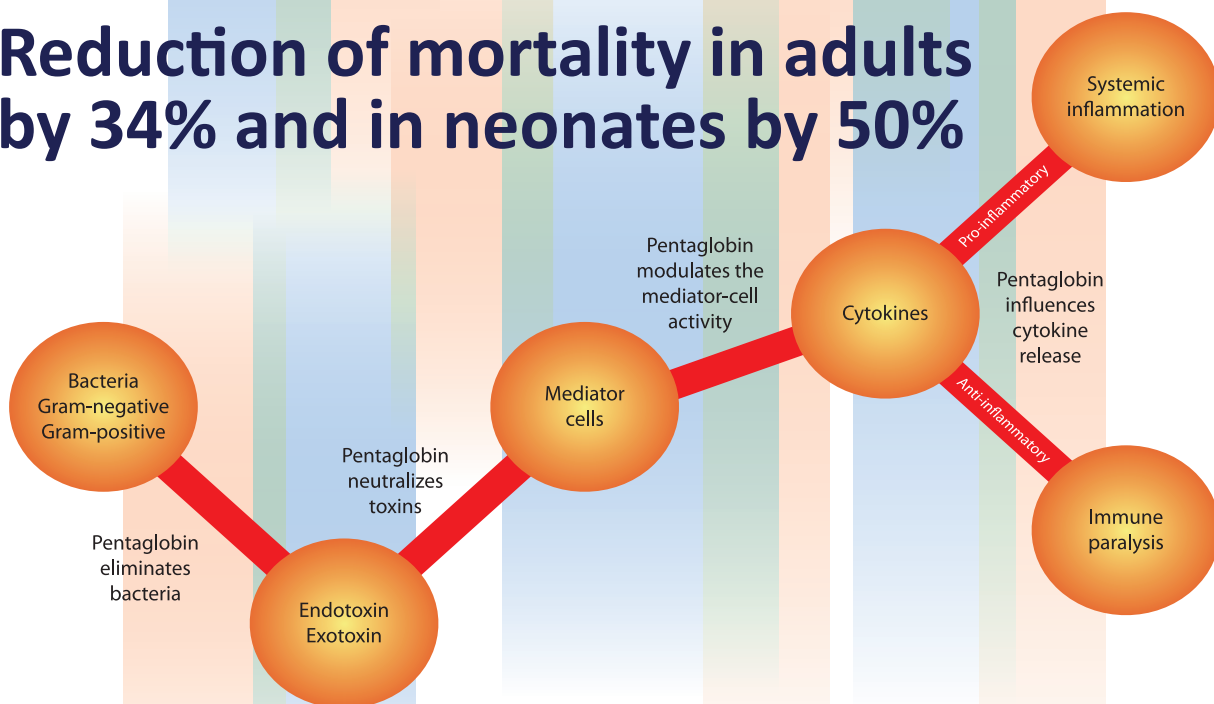 Reduction of mortality in adults
by 34% and in neonates by 50%
Systemic
inflammation
Pro-inflammatory
Pentaglobin
modulates the
mediator-cell
activity
Cytokines
Pentaglobin
influences
cytokine
release
Anti-inflammatory
Bacteria
Gram-negative
Gram-positive
Mediator
cells
Pentaglobin
neutralizes
toxins
Immune
paralysis
Pentaglobin
eliminates
bacteria
Endotoxin
Exotoxin